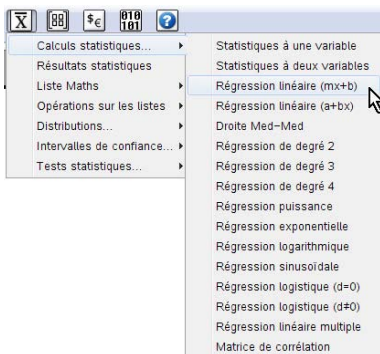 X $€ 010 101 ?
Calculs statistiques...
Résultats statistiques
Liste Maths
Opérations sur les listes
Distributions...
Intervalles de confiance...
Tests statistiques...
Statistiques à une variable
Statistiques à deux variables
Régression linéaire (mx+b)
Régression linéaire (a+bx)
Droite Med–Med
Régression de degré 2
Régression de degré 3
Régression de degré 4
Régression puissance
Régression exponentielle
Régression logarithmique
Régression sinusoïdale
Régression logistique (d=0)
Régression logistique (d≠0)
Régression linéaire multiple
Matrice de corrélation